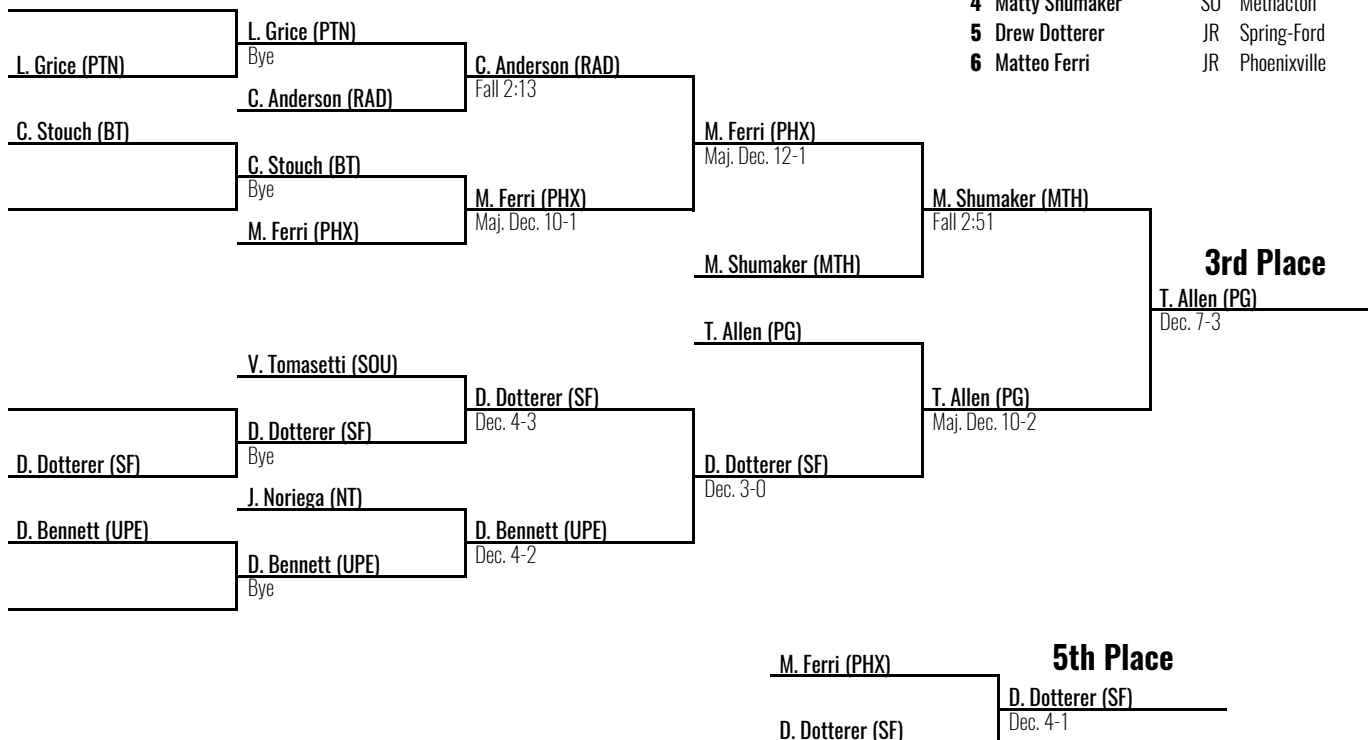 4 Matty Shumaker SO Methacton
L. Grice (PTN)
Bye
5 Drew Dotterer JR Spring-Ford
L. Grice (PTN)
C. Anderson (RAD)
Fall 2:13
6 Matteo Ferri JR Phoenixville
C. Anderson (RAD)
C. Stouch (BT)
M. Ferri (PHX)
Maj. Dec. 12-1
C. Stouch (BT)
Bye
M. Ferri (PHX)
Maj. Dec. 10-1
M. Shumaker (MTH)
Fall 2:51
M. Ferri (PHX)
M. Shumaker (MTH)
3rd Place
T. Allen (PG)
Dec. 7-3
T. Allen (PG)
V. Tomasetti (SOU)
D. Dotterer (SF)
Dec. 4-3
T. Allen (PG)
Maj. Dec. 10-2
D. Dotterer (SF)
Bye
D. Dotterer (SF)
D. Dotterer (SF)
Dec. 3-0
J. Noriega (NT)
D. Bennett (UPE)
D. Bennett (UPE)
Dec. 4-2
D. Bennett (UPE)
Bye
M. Ferri (PHX)
5th Place
D. Dotterer (SF)
Dec. 4-1
D. Dotterer (SF)